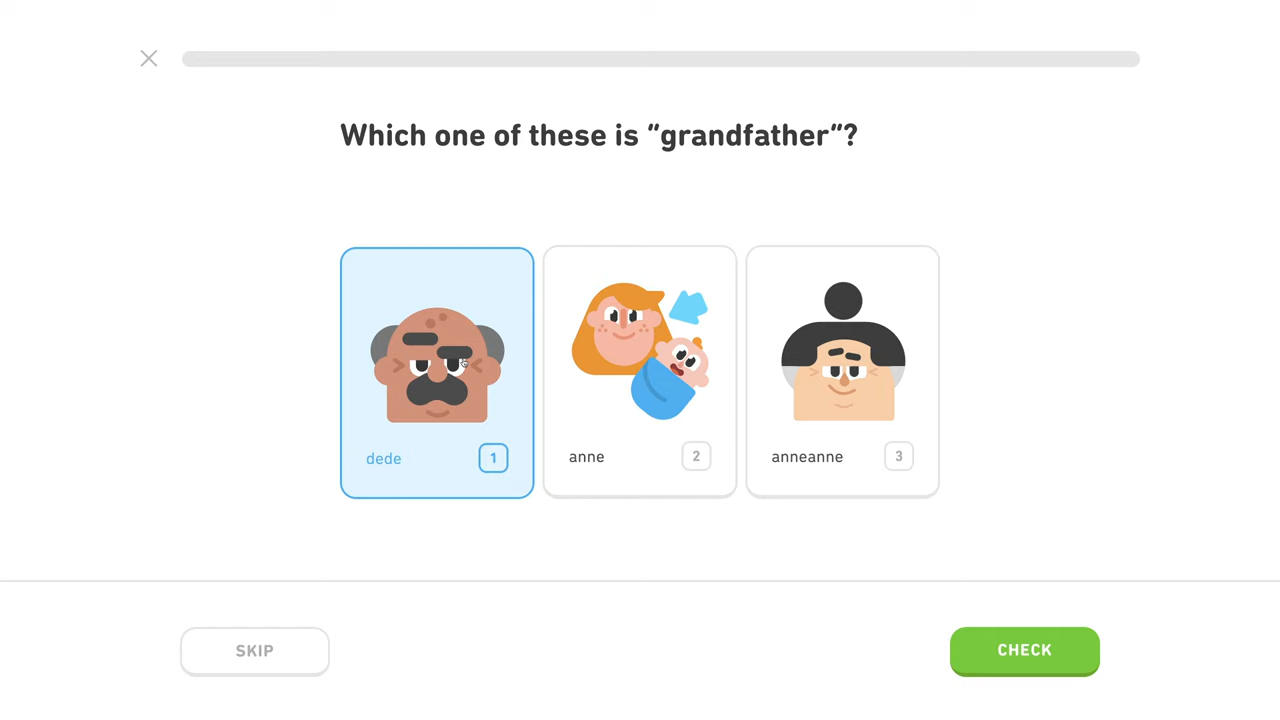 Which one of these is “grandfather”?
dede 1
anne 2
anneanne 3
SKIP
CHECK